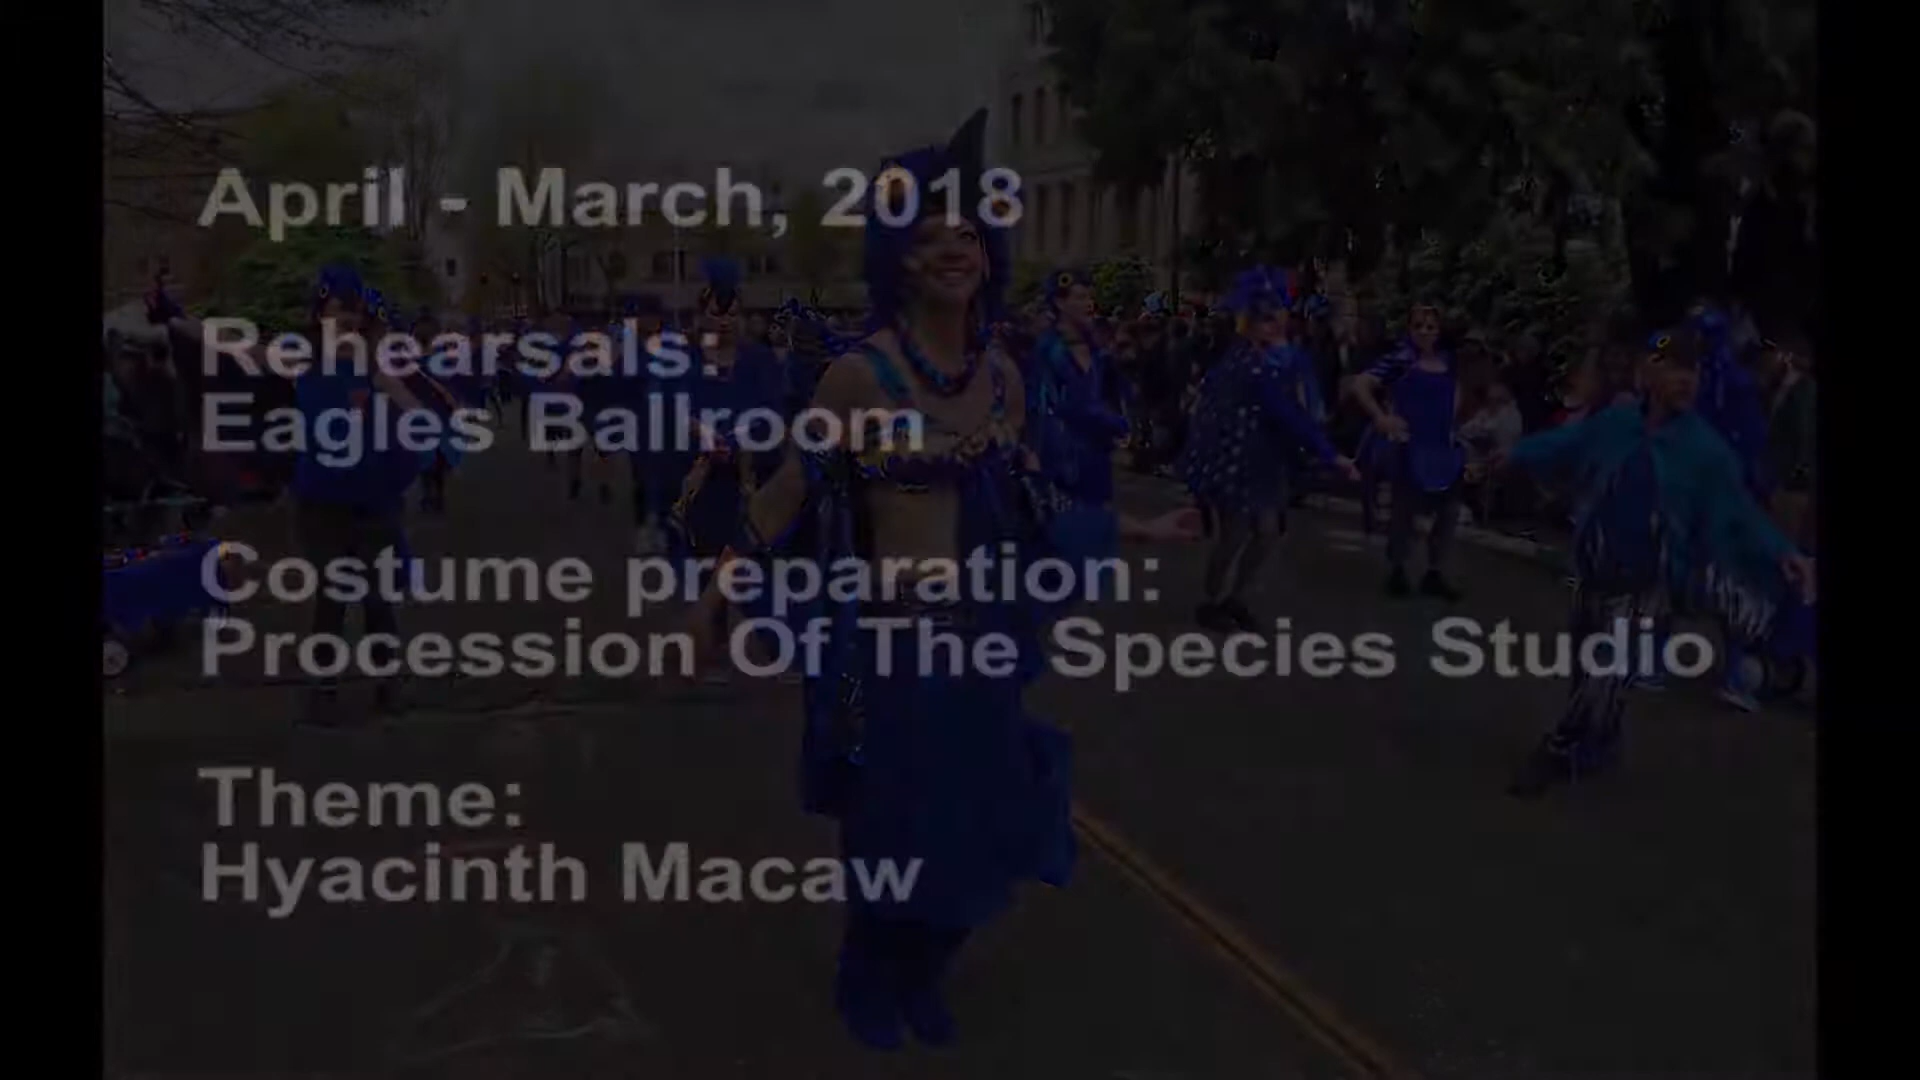 April - March, 2018
Rehearsals:
Eagles Ballroom
Costume preparation:
Procession Of The Species Studio
Theme:
Hyacinth Macaw